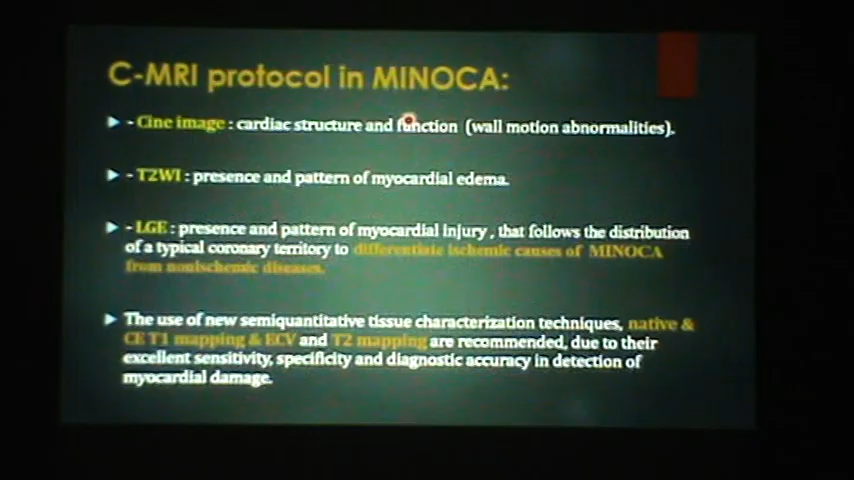 C-MRI protocol in MINOCA:
- Cine image : cardiac structure and function (wall motion abnormalities).
- T2WI : presence and pattern of myocardial edema.
- LGE : presence and pattern of myocardial injury , that follows the distribution
of a typical coronary territory to differentiate ischemic causes of MINOCA
from nonischemic diseases.
The use of new semiquantitative tissue characterization techniques, native &
CE T1 mapping & ECV and T2 mapping are recommended, due to their
excellent sensitivity, specificity and diagnostic accuracy in detection of
myocardial damage.